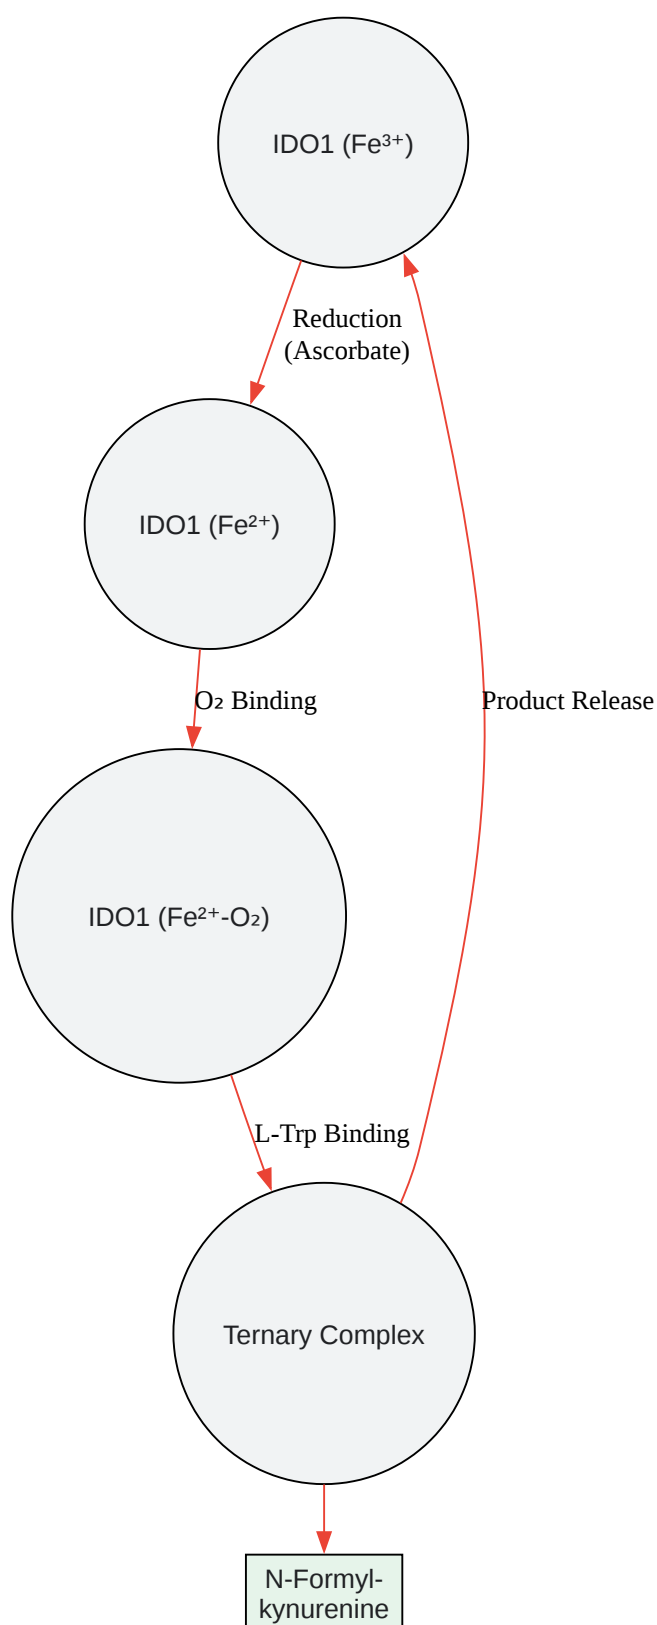 IDO1 (Fe³⁺)
Reduction
(Ascorbate)
IDO1 (Fe²⁺)
O₂ Binding
Product Release
IDO1 (Fe²⁺-O₂)
L-Trp Binding
Ternary Complex
N-Formyl-
kynurenine